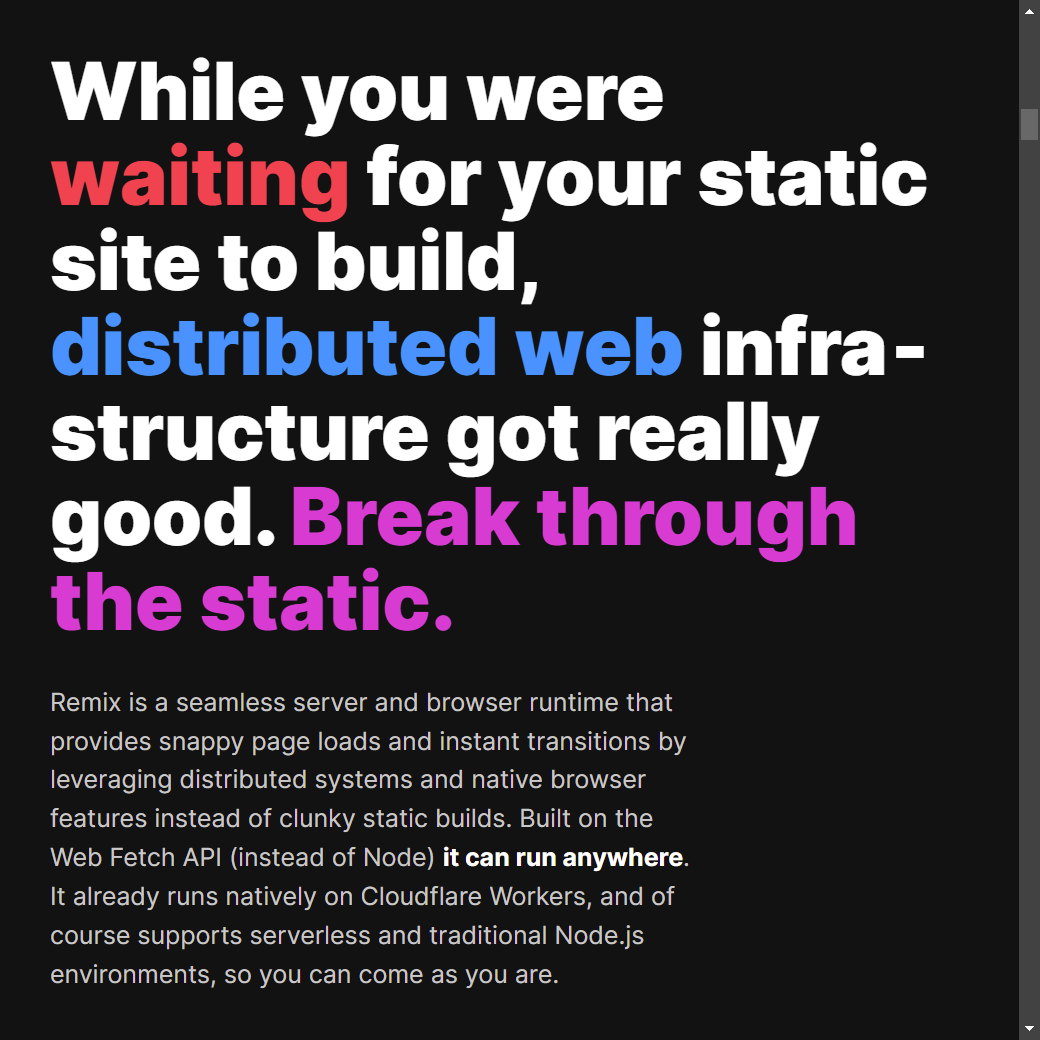 While you were
waiting for your static
site to build,
distributed web infra-
structure got really
good. Break through
the static.
Remix is a seamless server and browser runtime that
provides snappy page loads and instant transitions by
leveraging distributed systems and native browser
features instead of clunky static builds. Built on the
Web Fetch API (instead of Node) it can run anywhere.
It already runs natively on Cloudflare Workers, and of
course supports serverless and traditional Node.js
environments, so you can come as you are.